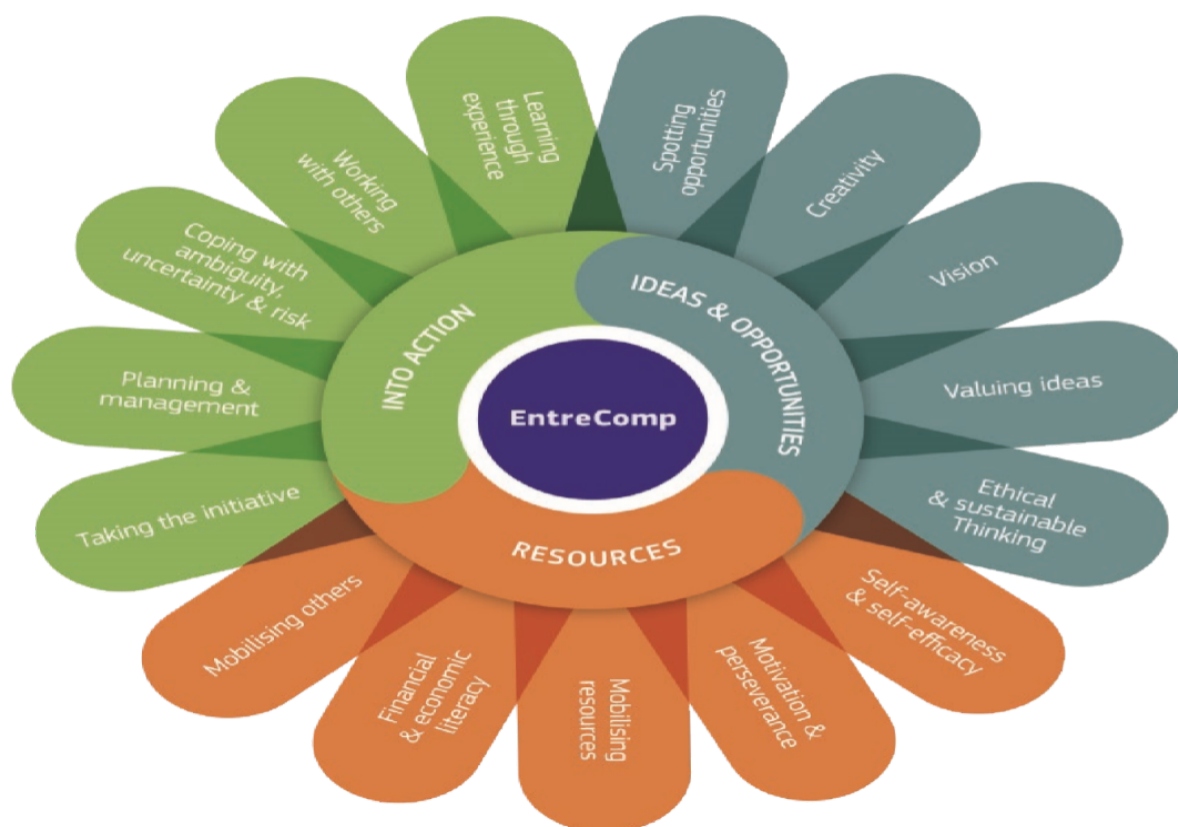 EntreComp
IDEAS & OPPORTUNITIES
Spotting
opportunities
Creativity
Vision
Valuing ideas
Ethical
& sustainable
Thinking
RESOURCES
Self-awareness
& self-efficacy
Motivation &
perseverance
Mobilising
resources
Financial
& economic
literacy
Mobilising others
INTO ACTION
Taking the initiative
Planning &
management
Coping with
ambiguity,
uncertainty & risk
Working
with others
Learning
through
experience